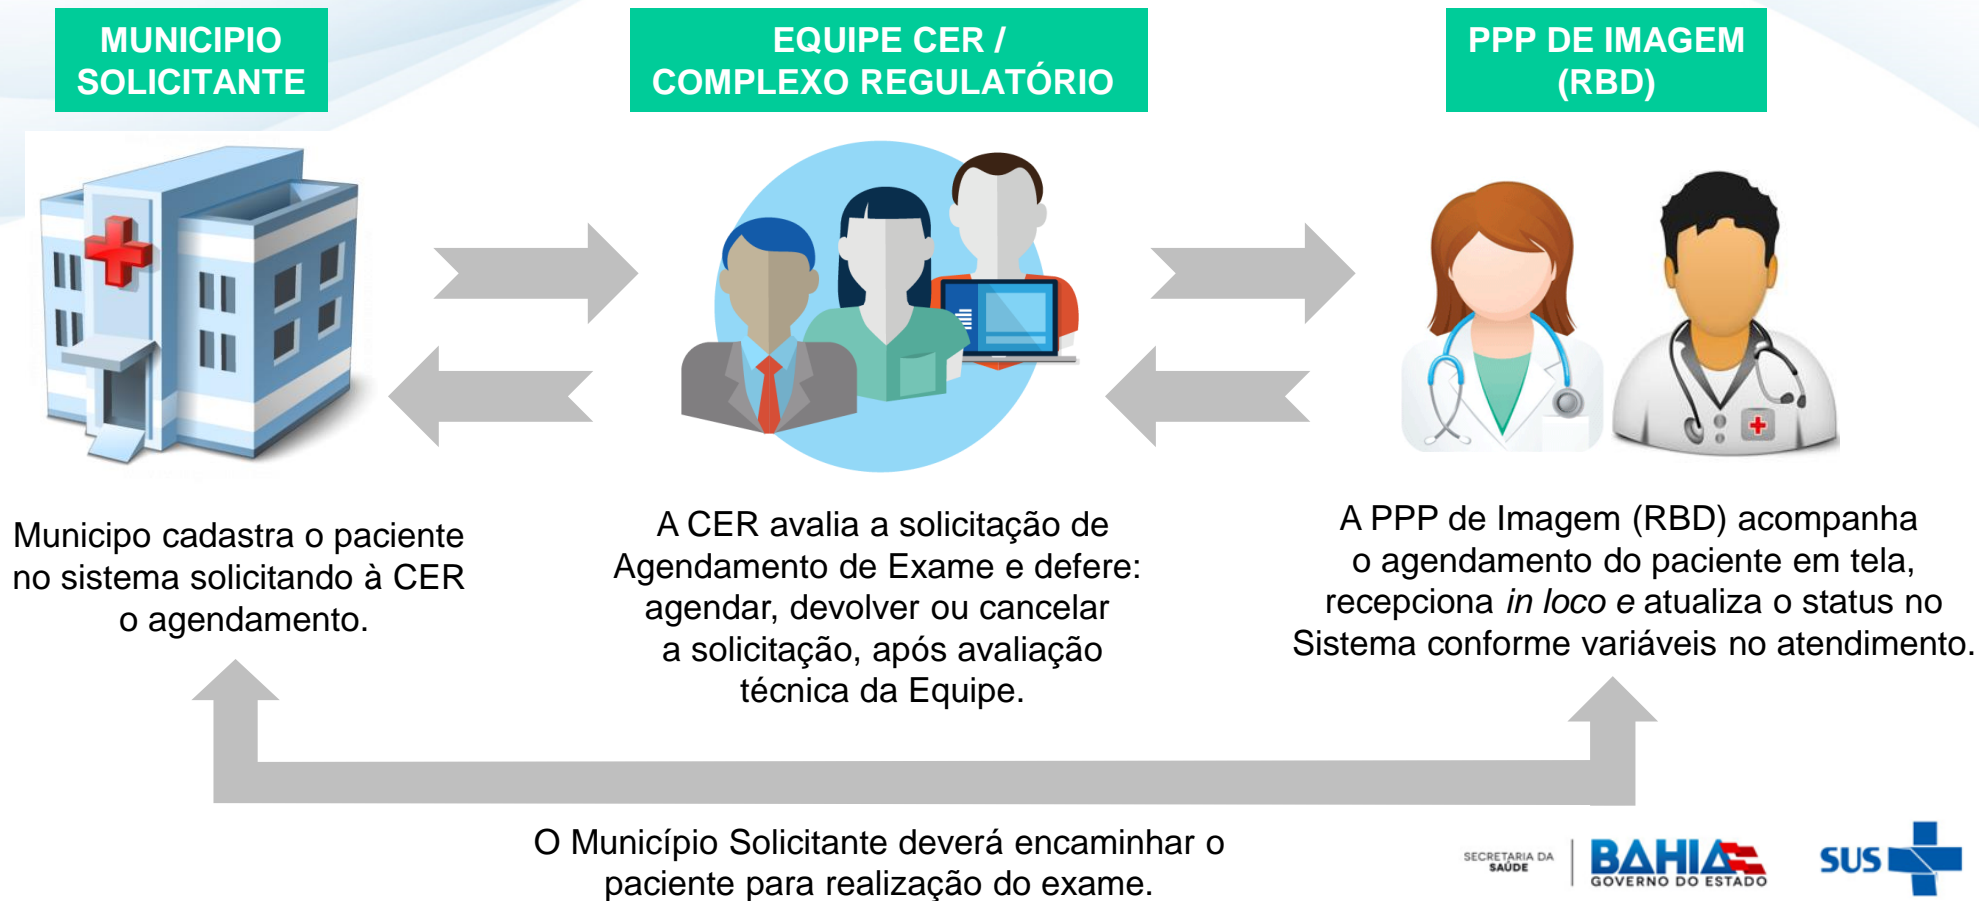 MUNICIPIO
SOLICITANTE
EQUIPE CER /
COMPLEXO REGULATÓRIO
PPP DE IMAGEM
(RBD)
Municipo cadastra o paciente
no sistema solicitando à CER
o agendamento.
A CER avalia a solicitação de
Agendamento de Exame e defere:
agendar, devolver ou cancelar
a solicitação, após avaliação
técnica da Equipe.
A PPP de Imagem (RBD) acompanha
o agendamento do paciente em tela,
recepciona in loco e atualiza o status no
Sistema conforme variáveis no atendimento.
O Município Solicitante deverá encaminhar o
paciente para realização do exame.
SECRETARIA DA
SAÚDE
BAHIA
GOVERNO DO ESTADO
SUS